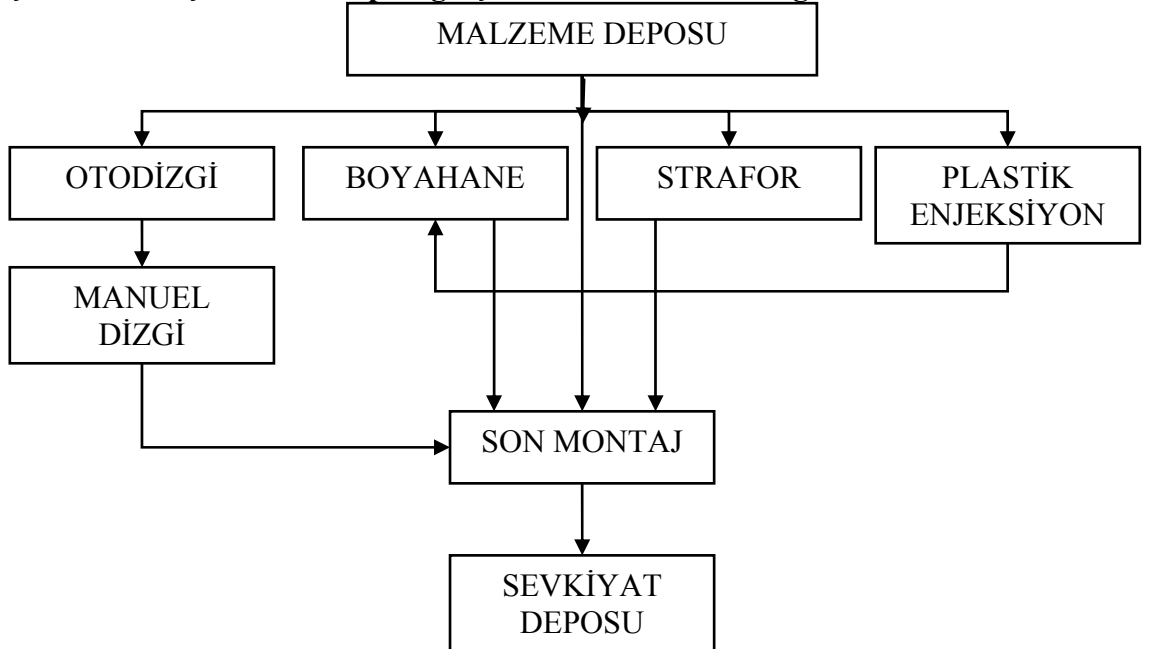 MALZEME DEPOSU
OTODİZGİ
BOYAHANE
STRAFOR
PLASTİK
ENJEKSİYON
MANUEL
DİZGİ
SON MONTAJ
SEVKİYAT
DEPOSU